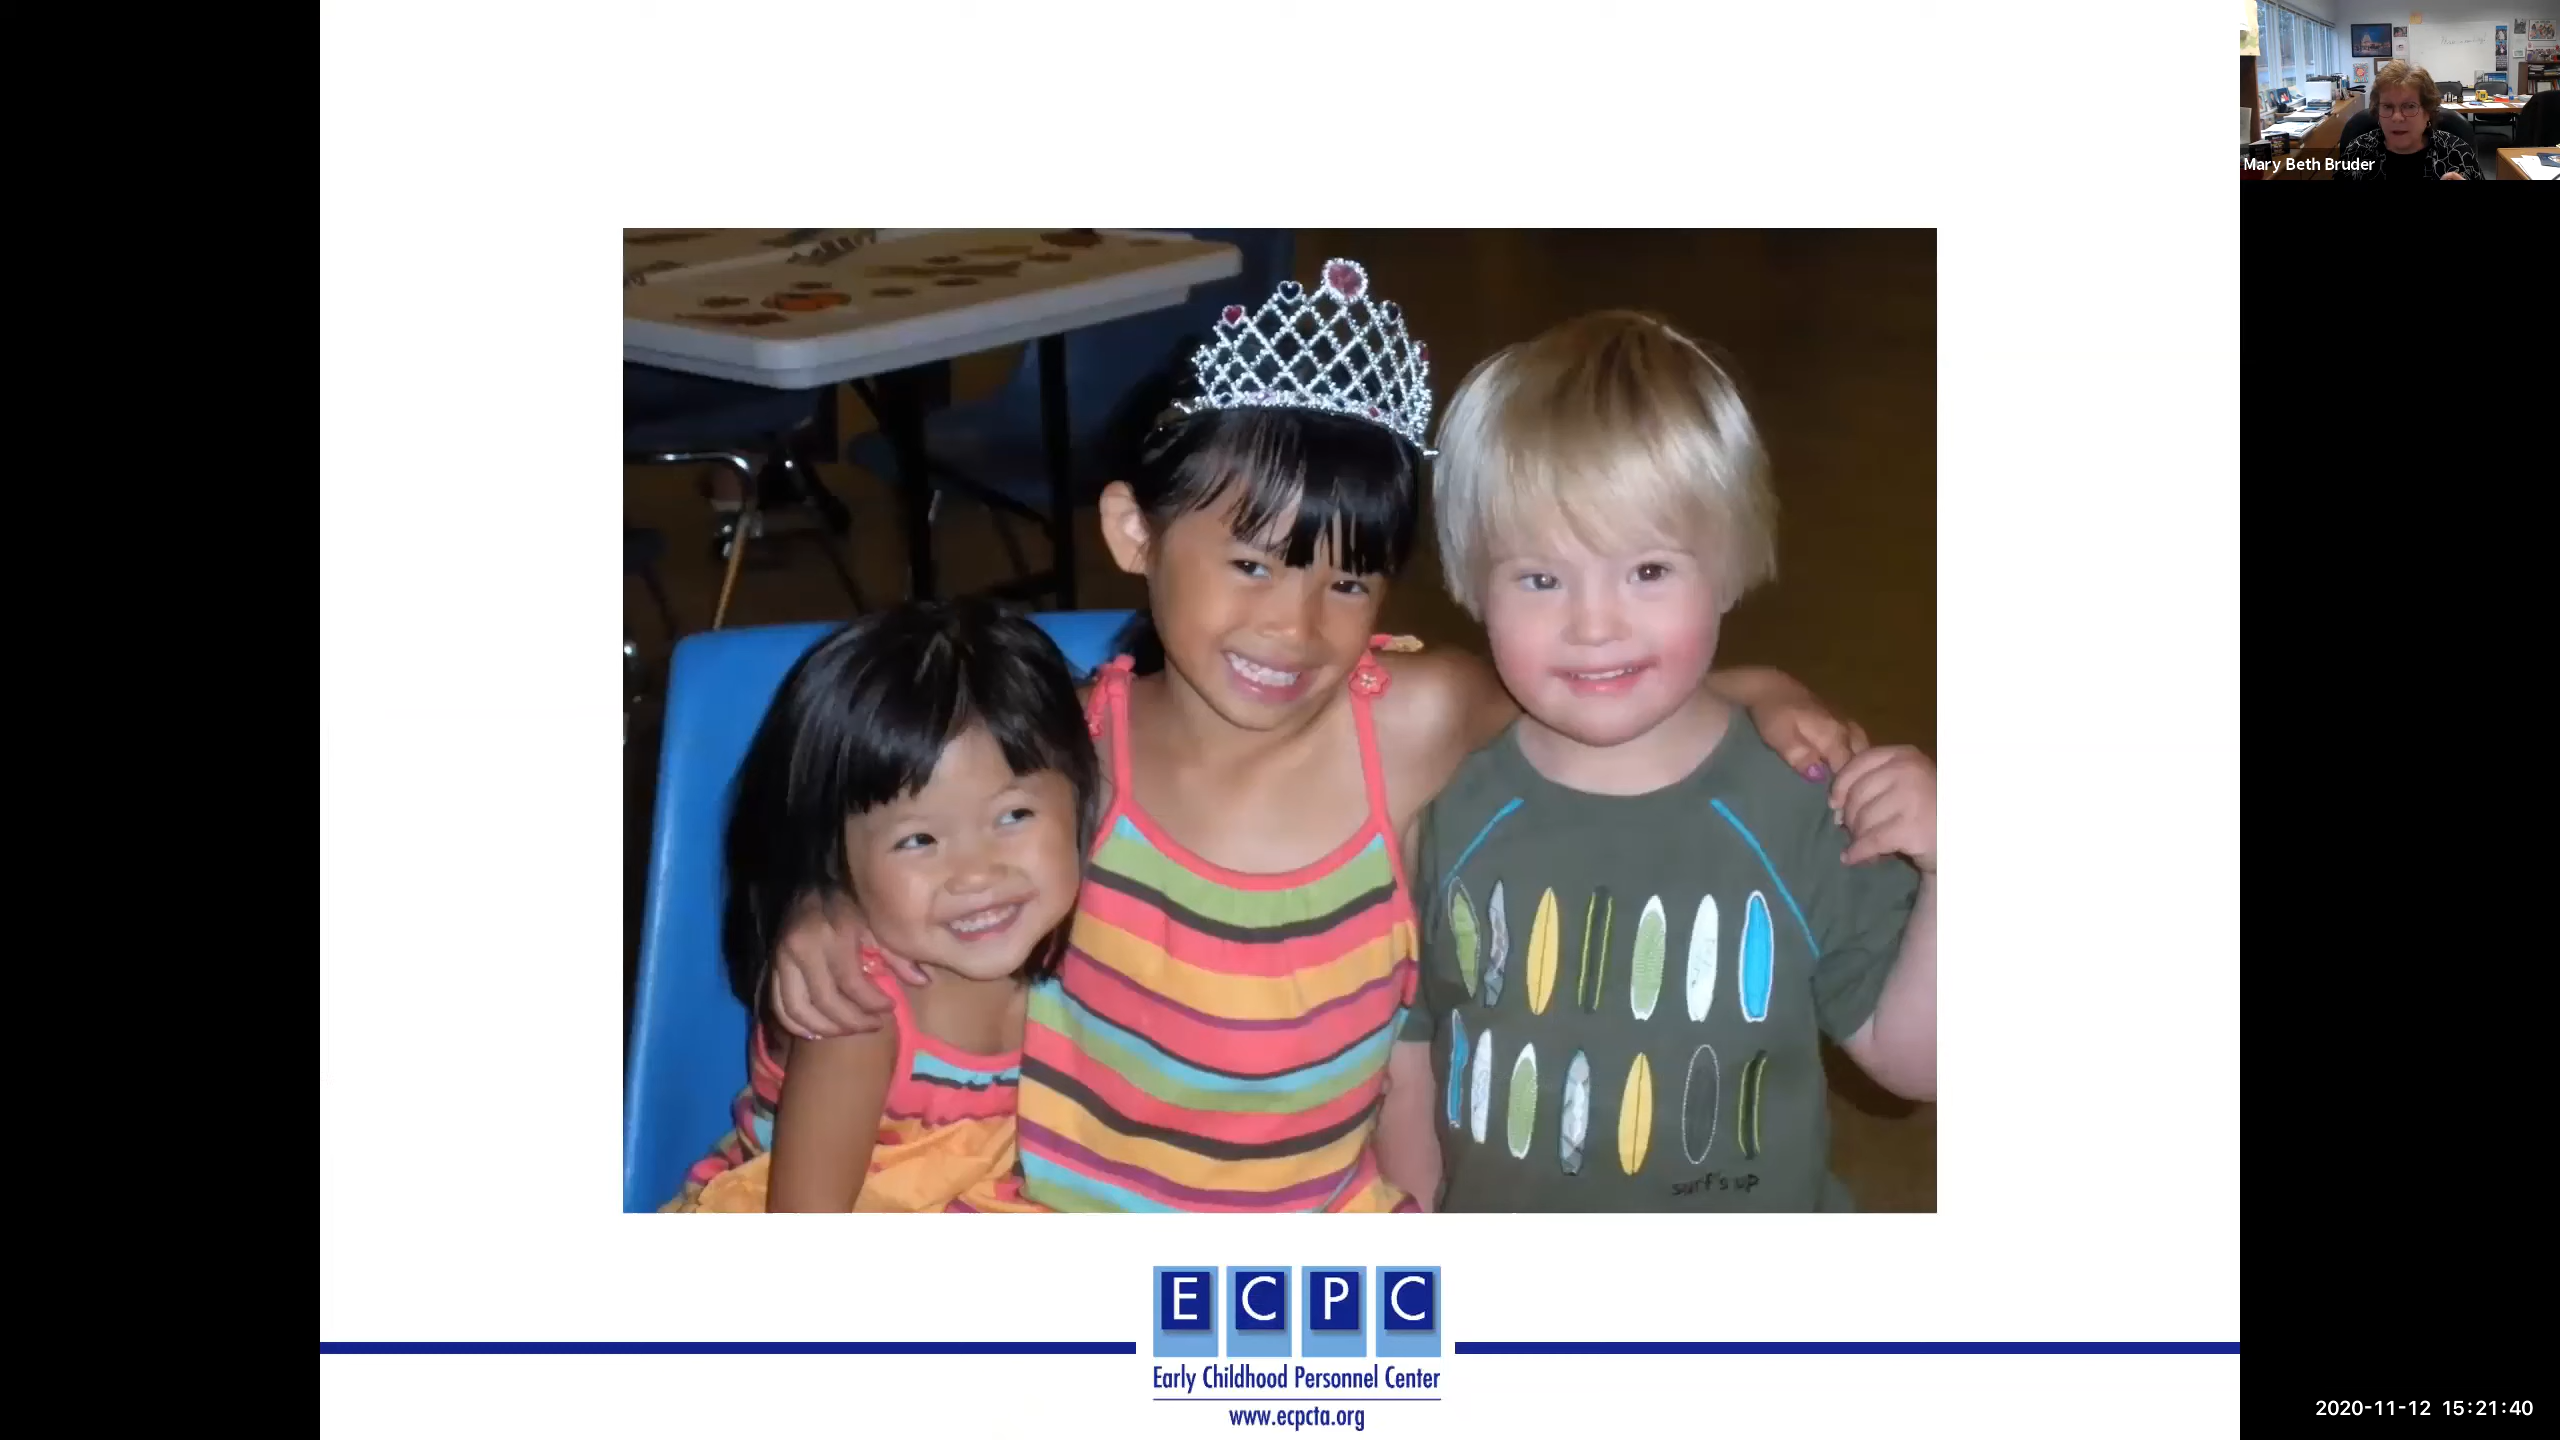 Mary Beth Bruder
surf's up
E C P C
Early Childhood Personnel Center
www.ecpcta.org
2020-11-12 15:21:40